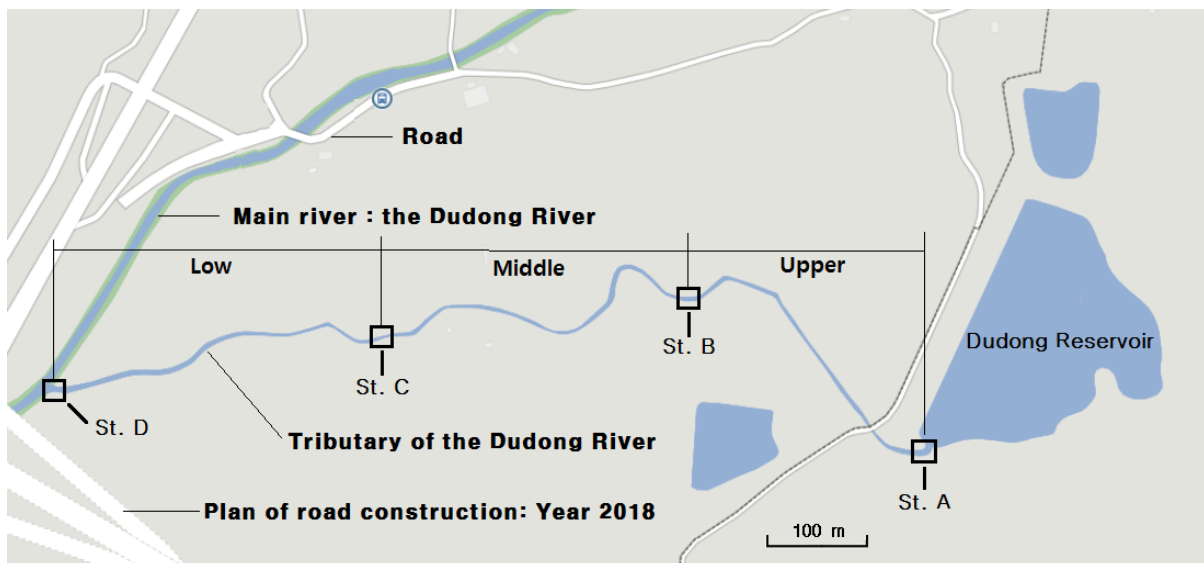 Road
Main river : the Dudong River
Low
Middle
Upper
Dudong Reservoir
St. B
St. C
St. D
Tributary of the Dudong River
St. A
Plan of road construction: Year 2018
100 m